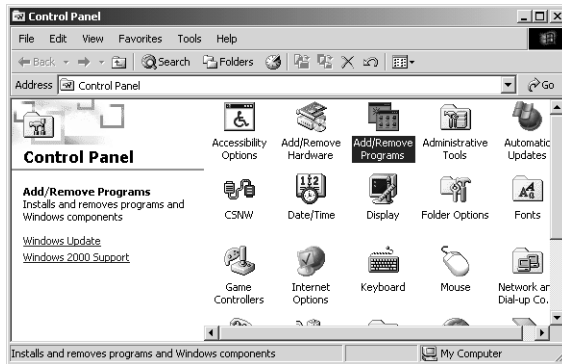 Control Panel
File Edit View Favorites Tools Help
Back Search Folders
Address Control Panel Go
Control Panel
Add/Remove Programs
Installs and removes programs and
Windows components
Windows Update
Windows 2000 Support
Accessibility
Options
Add/Remove
Hardware
Add/Remove
Programs
Administrative
Tools
Automatic
Updates
CSNW
Date/Time
Display
Folder Options
Fonts
Game
Controllers
Internet
Options
Keyboard
Mouse
Network an
Dial-up Co.
Installs and removes programs and Windows components
My Computer